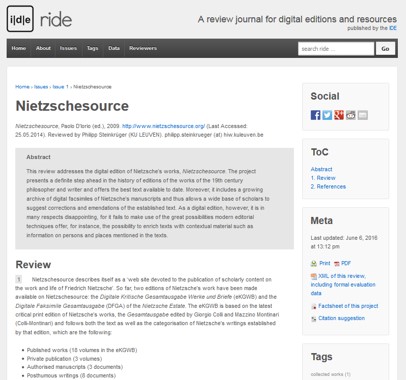 i|d|e ride
A review journal for digital editions and resources
published by the IDE
Home About Issues Tags Data Reviewers
search ride ... Go
Home › Issues › Issue 1 › Nietzschesource
Nietzschesource
Nietzschesource, Paolo D'Iorio (ed.), 2009. http://www.nietzschesource.org/ (Last Accessed:
25.05.2014). Reviewed by Philipp Steinkrüger (KU LEUVEN), philipp.steinkrueger (at) hiw.kuleuven.be
Abstract
This review addresses the digital edition of Nietzsche's works, Nietzschesource. The project
presents a definite step ahead in the history of editions of the works of the 19th century
philosopher and writer and offers the best text available to date. Moreover, it includes a growing
archive of digital facsimiles of Nietzsche's manuscripts and thus allows a wide base of scholars to
suggest corrections and emendations of the established text. As a digital edition, however, it is in
many respects disappointing, for it fails to make use of the great possibilities modern editorial
techniques offer, for instance, the possibility to enrich texts with contextual material such as
information on persons and places mentioned in the texts.
Review
1 Nietzschesource describes itself as a 'web site devoted to the publication of scholarly content on
the work and life of Friedrich Nietzsche'. So far, two editions of Nietzsche's work have been made
available on Nietzschesource: the Digitale Kritische Gesamtausgabe Werke und Briefe (eKGWB) and the
Digitale Faksimile Gesamtausgabe (DFGA) of the Nietzsche Estate. The eKGWB is based on the latest
critical print edition of Nietzsche's works, the Gesamtausgabe edited by Giorgio Colli and Mazzino Montinari
(Colli-Montinari) and follows both the text as well as the categorisation of Nietzsche's writings established
by that edition, which are the following:
Published works (18 volumes in the eKGWB)
Private publication (3 volumes)
Authorised manuscripts (3 documents)
Posthumous writings (5 documents)
Social
ToC
Abstract
1. Review
2. References
Meta
Last updated: June 6, 2016
at 13:12 pm
Print PDF
XML of this review,
including formal evaluation
data
Factsheet of this project
Citation suggestion
Tags
collected works (1)